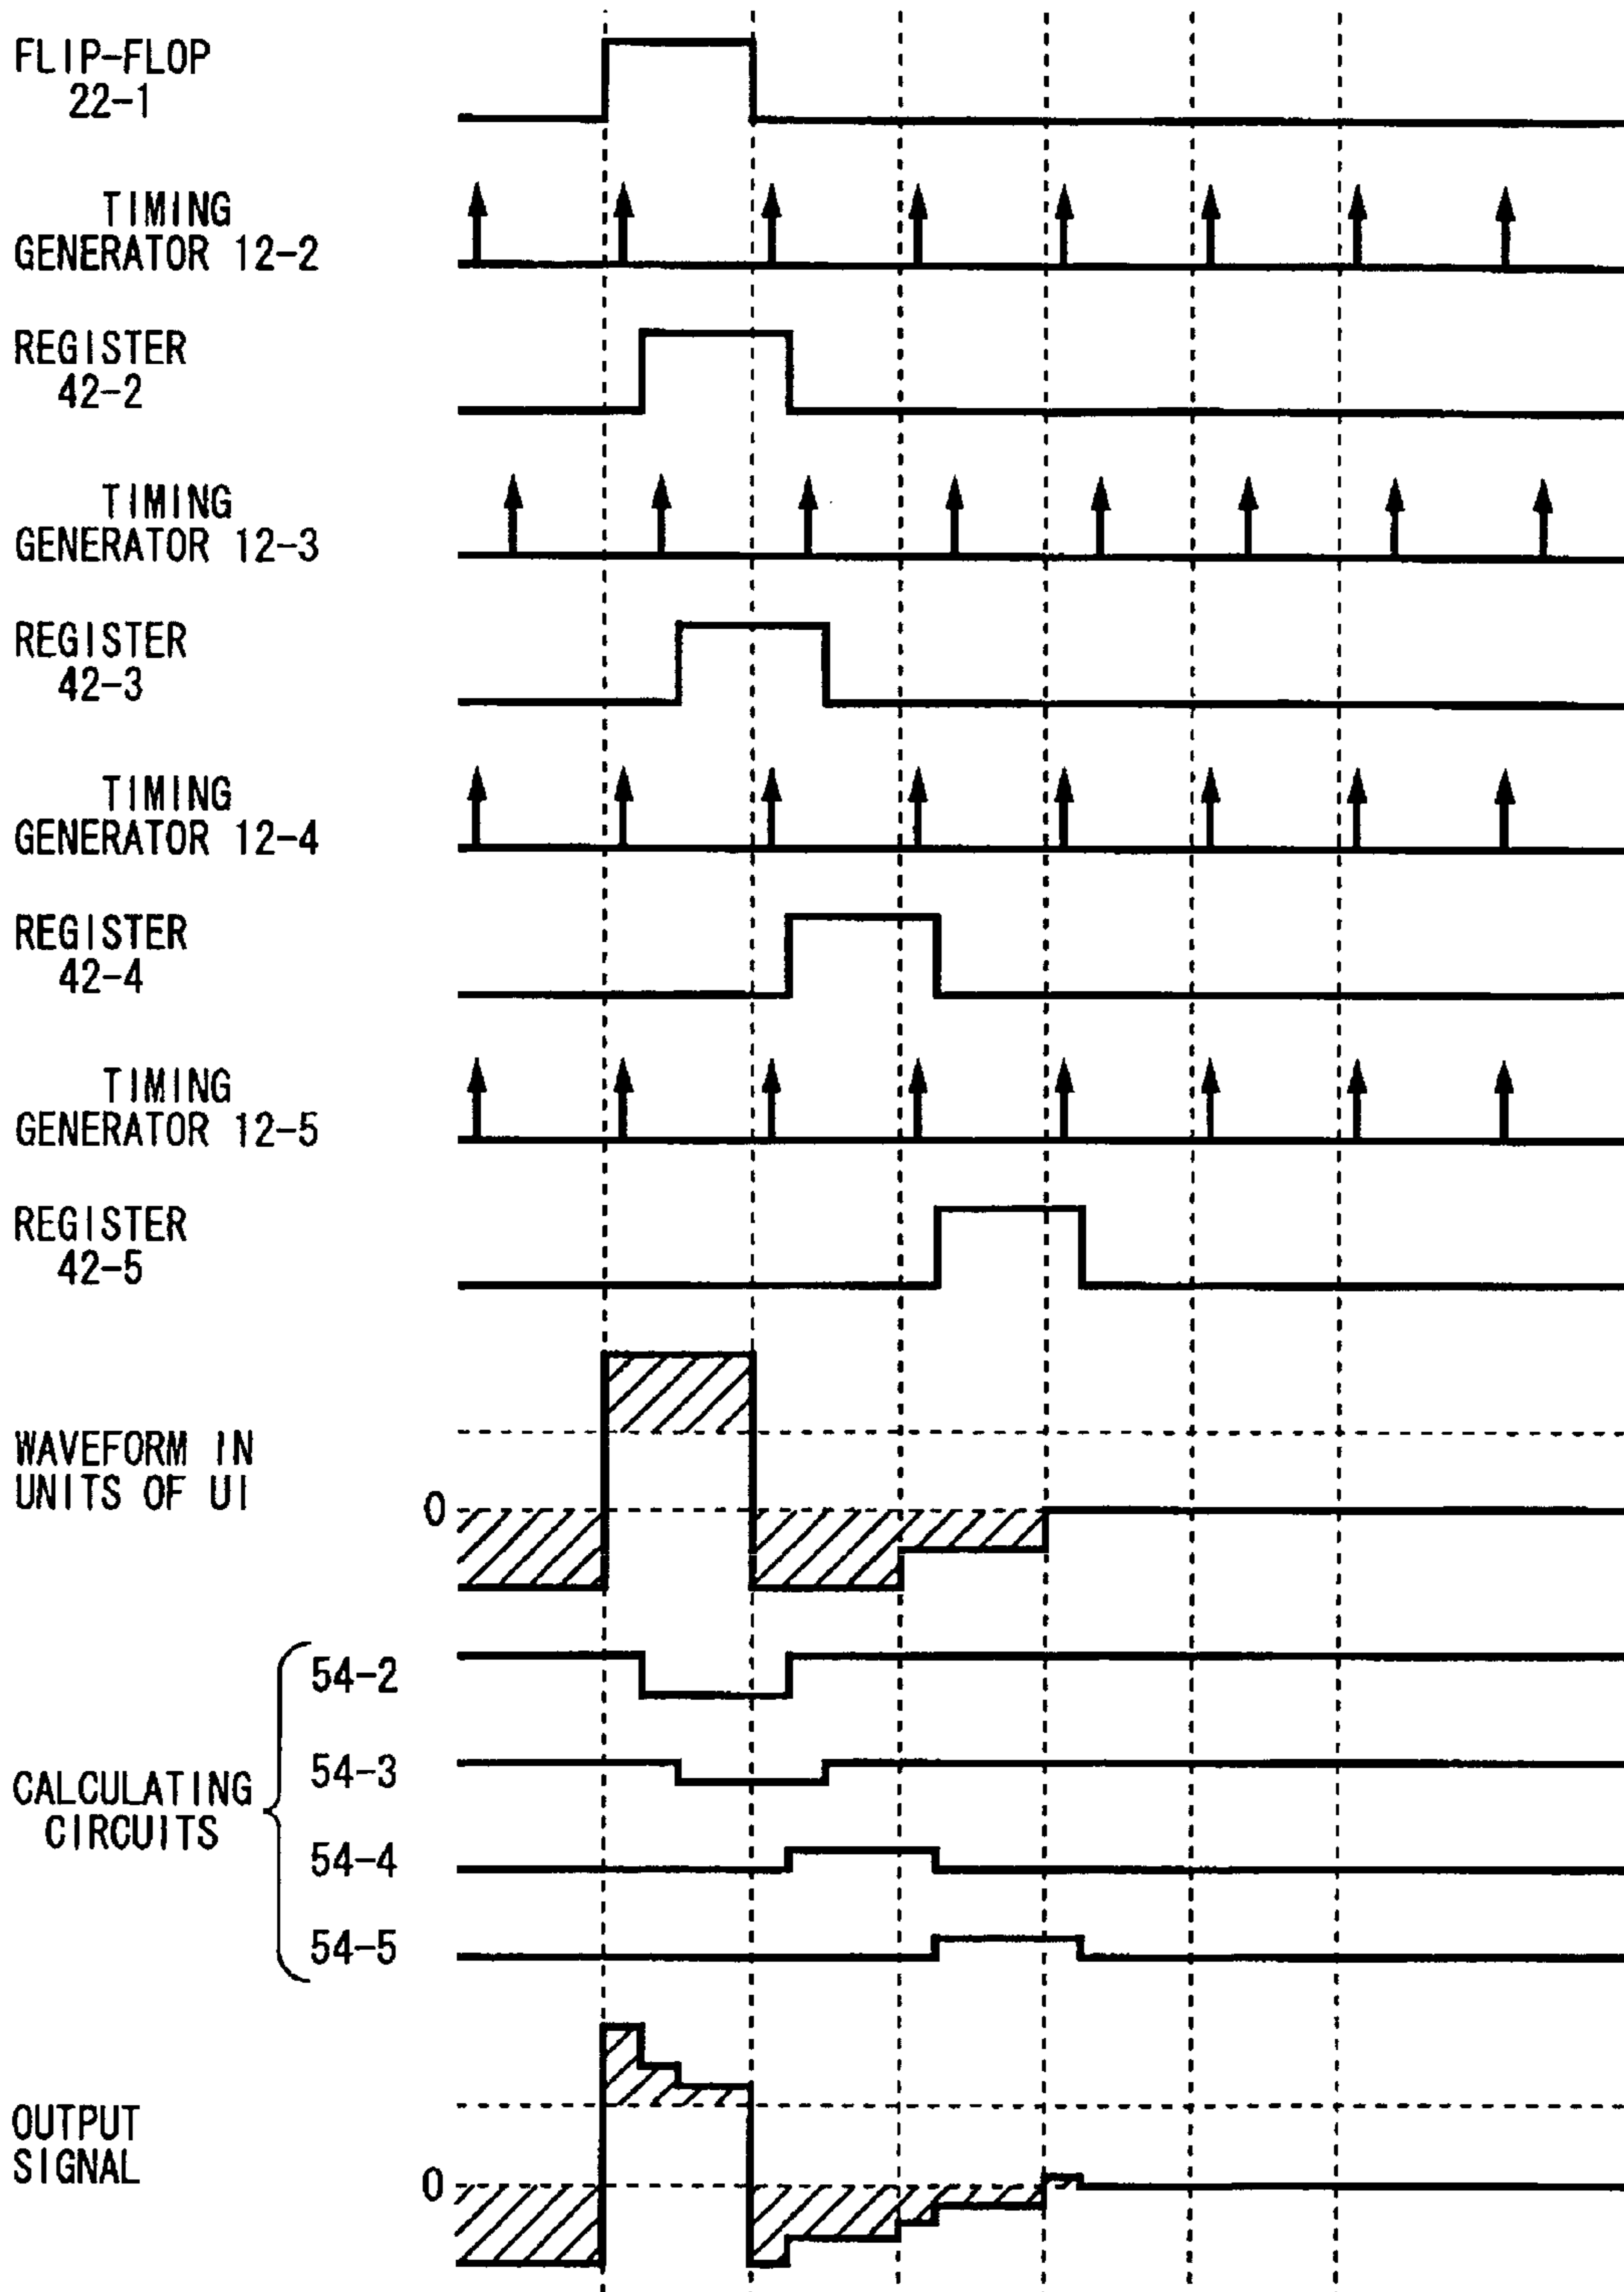 FLIP-FLOP
22-1
TIMING
GENERATOR 12-2
REGISTER
42-2
TIMING
GENERATOR 12-3
REGISTER
42-3
TIMING
GENERATOR 12-4
REGISTER
42-4
TIMING
GENERATOR 12-5
REGISTER
42-5
WAVEFORM IN
UNITS OF UI
0
CALCULATING
CIRCUITS
54-2
54-3
54-4
54-5
OUTPUT
SIGNAL
0